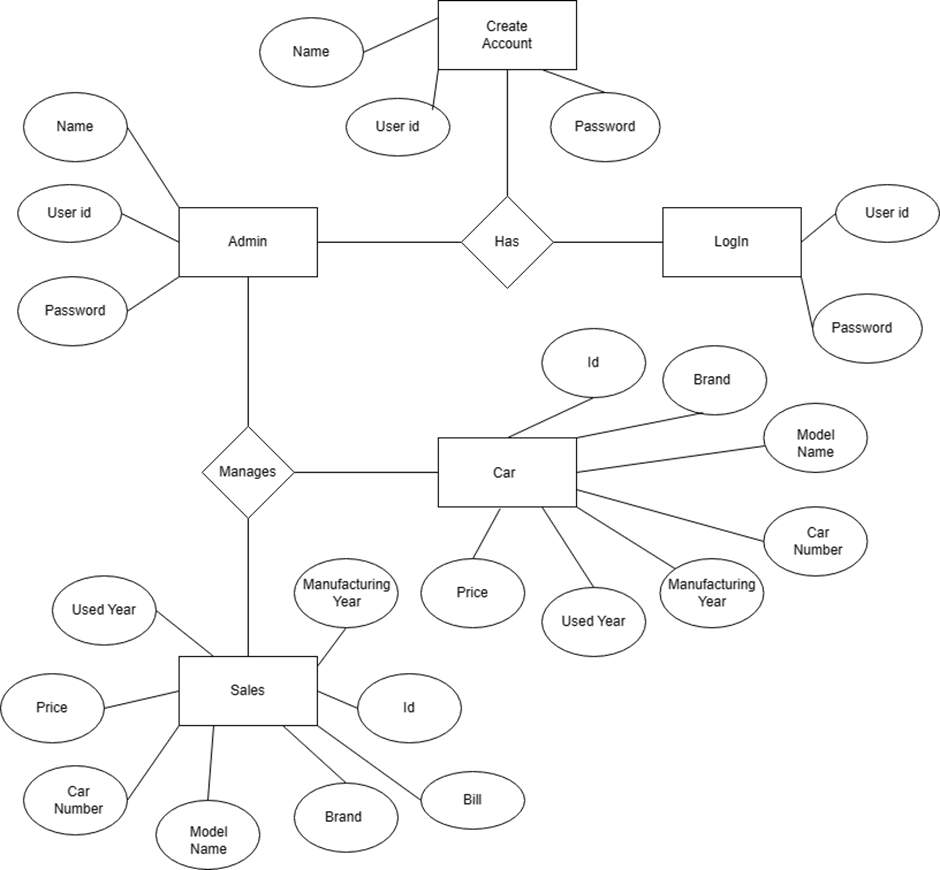 Create
Account
Name
User id
Password
Name
User id
Password
Admin
Has
LogIn
User id
Password
Id
Brand
Model
Name
Car
Number
Manages
Car
Price
Used Year
Manufacturing
Year
Used Year
Manufacturing
Year
Sales
Price
Id
Car
Number
Model
Name
Brand
Bill